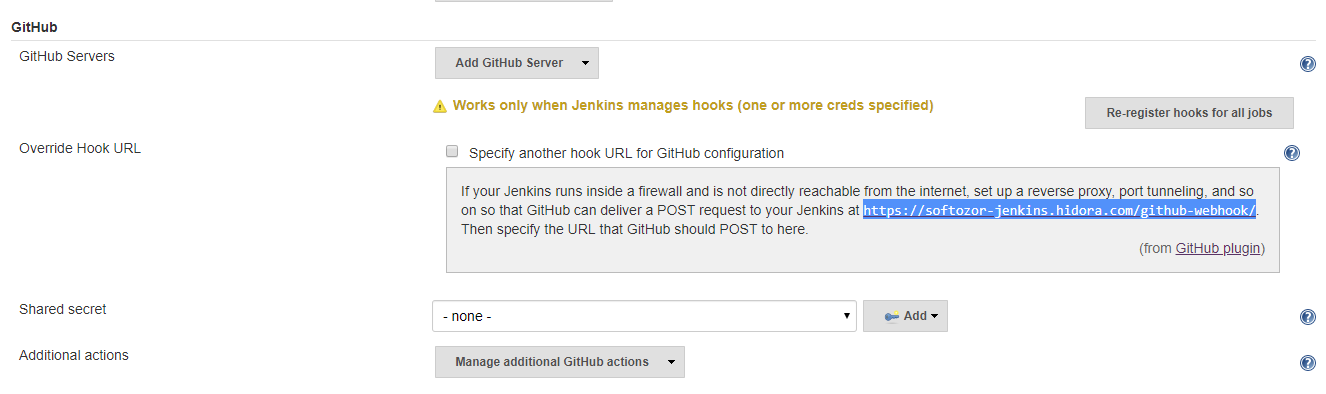 GitHub
GitHub Servers
Add GitHub Server
Works only when Jenkins manages hooks (one or more creds specified)
Re-register hooks for all jobs
Override Hook URL
Specify another hook URL for GitHub configuration
If your Jenkins runs inside a firewall and is not directly reachable from the internet, set up a reverse proxy, port tunneling, and so
on so that GitHub can deliver a POST request to your Jenkins at https://softozor-jenkins.hidora.com/github-webhook/.
Then specify the URL that GitHub should POST to here.
(from GitHub plugin)
Shared secret
- none -
Add
Additional actions
Manage additional GitHub actions